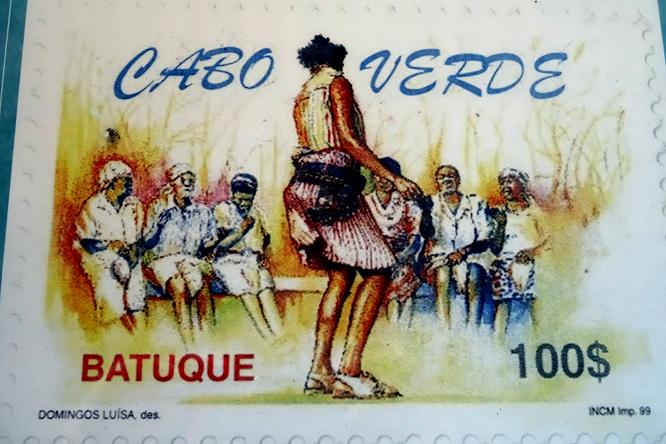 CABO VERDE
BATUQUE
100$
DOMINGOS LUÍSA, des.
INCM Imp. 99